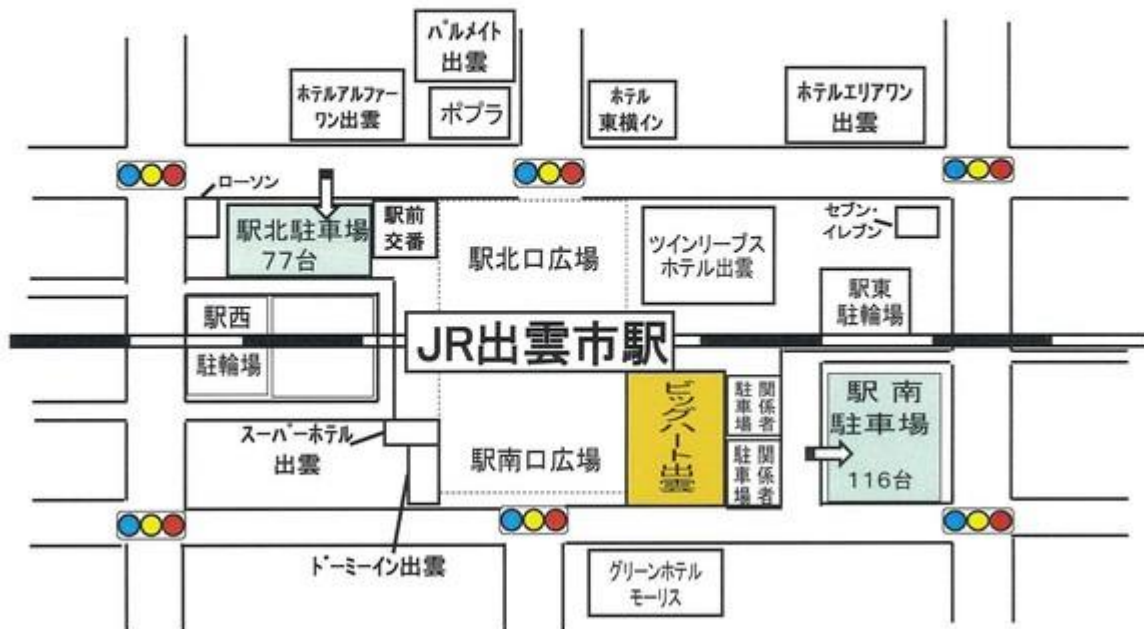 パルメイト
出雲
ホテルアルファー
ワン出雲
ポプラ
ホテル
東横イン
ホテルエリアワン
出雲
ローソン
駅北駐車場
77台
駅前
交番
駅北口広場
ツインリーブス
ホテル出雲
セブン・
イレブン
駅東
駐輪場
駅西
駐輪場
JR出雲市駅
ビッグハート出雲
関係者
駐車場
関係者
駐車場
駅南
駐車場
116台
スーパーホテル
出雲
駅南口広場
ドーミーイン出雲
グリーンホテル
モーリス